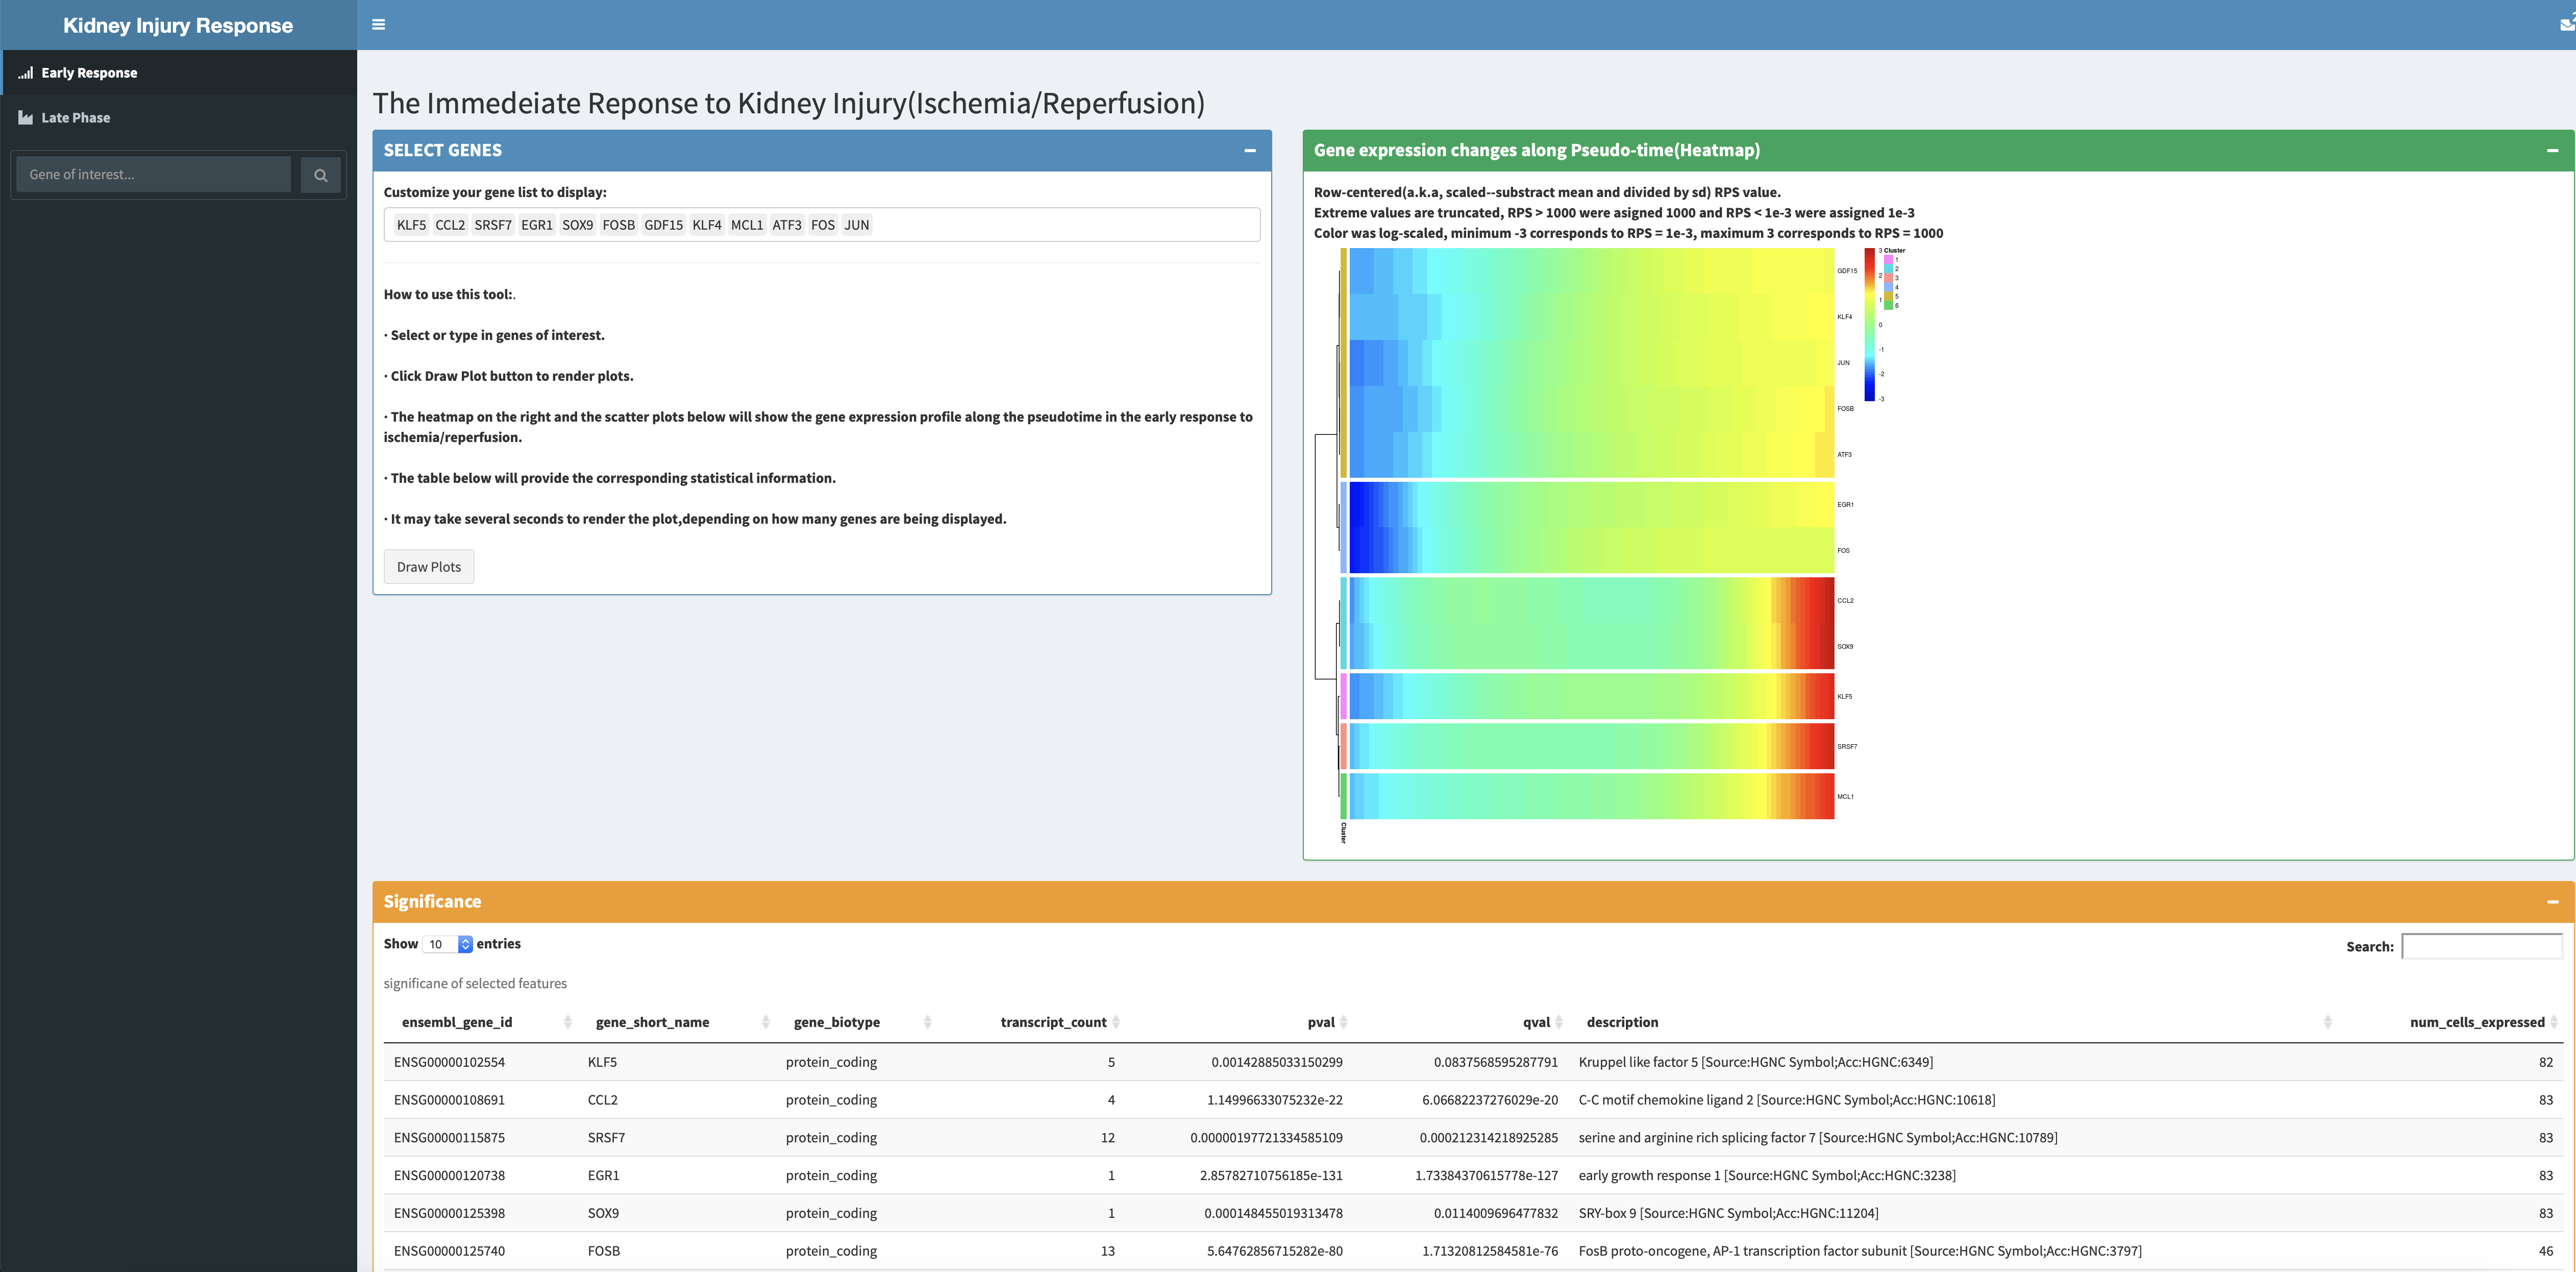 Kidney Injury Response
Early Response
Late Phase
Gene of interest...
The Immedeiate Reponse to Kidney Injury(Ischemia/Reperfusion)
SELECT GENES
Customize your gene list to display:
KLF5 CCL2 SRSF7 EGR1 SOX9 FOSB GDF15 KLF4 MCL1 ATF3 FOS JUN
How to use this tool:.
· Select or type in genes of interest.
· Click Draw Plot button to render plots.
· The heatmap on the right and the scatter plots below will show the gene expression profile along the pseudotime in the early response to
ischemia/reperfusion.
· The table below will provide the corresponding statistical information.
· It may take several seconds to render the plot,depending on how many genes are being displayed.
Draw Plots
Gene expression changes along Pseudo-time(Heatmap)
Row-centered(a.k.a, scaled--substract mean and divided by sd) RPS value.
Extreme values are truncated, RPS > 1000 were asigned 1000 and RPS < 1e-3 were assigned 1e-3
Color was log-scaled, minimum -3 corresponds to RPS = 1e-3, maximum 3 corresponds to RPS = 1000
GDF15
KLF4
JUN
FOSB
ATF3
EGR1
FOS
CCL2
SOX9
KLF5
SRSF7
MCL1
Cluster
3
2
1
0
-1
-2
-3
Cluster
1
2
3
4
5
6
Significance
Show 10 entries
Search:
significane of selected features
ensembl_gene_id gene_short_name gene_biotype transcript_count pval qval description num_cells_expressed
ENSG00000102554 KLF5 protein_coding 5 0.00142885033150299 0.0837568595287791 Kruppel like factor 5 [Source:HGNC Symbol;Acc:HGNC:6349] 82
ENSG00000108691 CCL2 protein_coding 4 1.14996633075232e-22 6.06682237276029e-20 C-C motif chemokine ligand 2 [Source:HGNC Symbol;Acc:HGNC:10618] 83
ENSG00000115875 SRSF7 protein_coding 12 0.00000197721334585109 0.000212314218925285 serine and arginine rich splicing factor 7 [Source:HGNC Symbol;Acc:HGNC:10789] 83
ENSG00000120738 EGR1 protein_coding 1 2.85782710756185e-131 1.73384370615778e-127 early growth response 1 [Source:HGNC Symbol;Acc:HGNC:3238] 83
ENSG00000125398 SOX9 protein_coding 1 0.000148455019313478 0.0114009696477832 SRY-box 9 [Source:HGNC Symbol;Acc:HGNC:11204] 83
ENSG00000125740 FOSB protein_coding 13 5.64762856715282e-80 1.71320812584581e-76 FosB proto-oncogene, AP-1 transcription factor subunit [Source:HGNC Symbol;Acc:HGNC:3797] 46